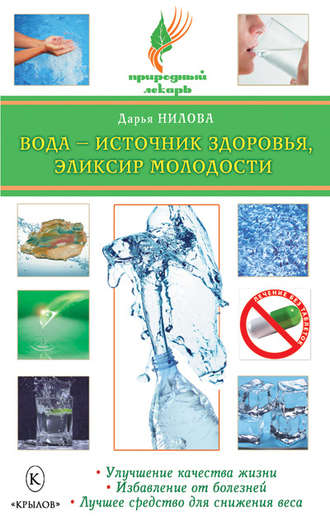 природный
лекарь
Дарья НИЛОВА
ВОДА – ИСТОЧНИК ЗДОРОВЬЯ,
ЭЛИКСИР МОЛОДОСТИ
ЛЕЧЕНИЕ БЕЗ ТАБЛЕТОК
К
«КРЫЛОВ»
• Улучшение качества жизни
• Избавление от болезней
• Лучшее средство для снижения веса